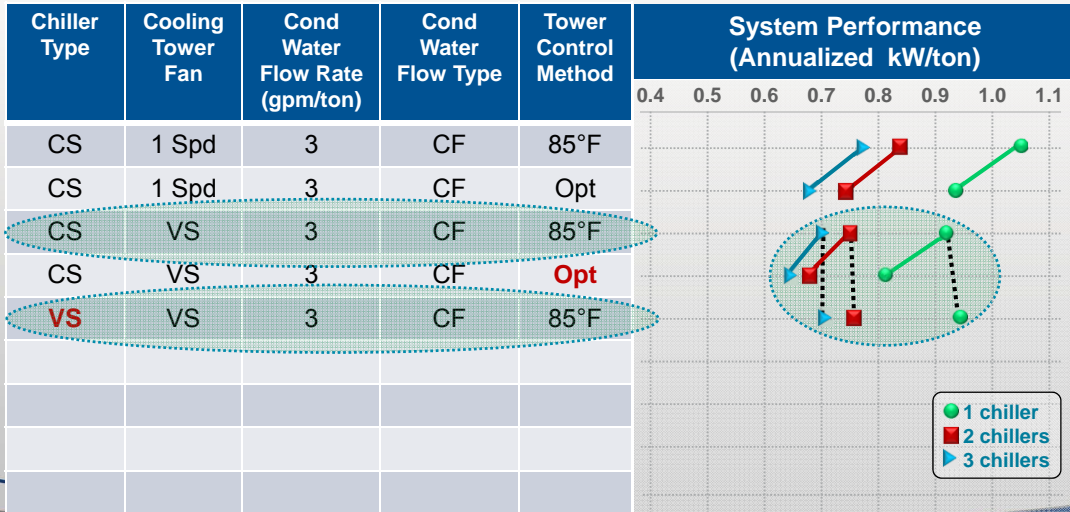 Chiller Type
Cooling Tower Fan
Cond Water Flow Rate (gpm/ton)
Cond Water Flow Type
Tower Control Method
System Performance
(Annualized kW/ton)
0.4 0.5 0.6 0.7 0.8 0.9 1.0 1.1
CS 1 Spd 3 CF 85°F
CS 1 Spd 3 CF Opt
CS VS 3 CF 85°F
CS VS 3 CF Opt
VS VS 3 CF 85°F
1 chiller
2 chillers
3 chillers